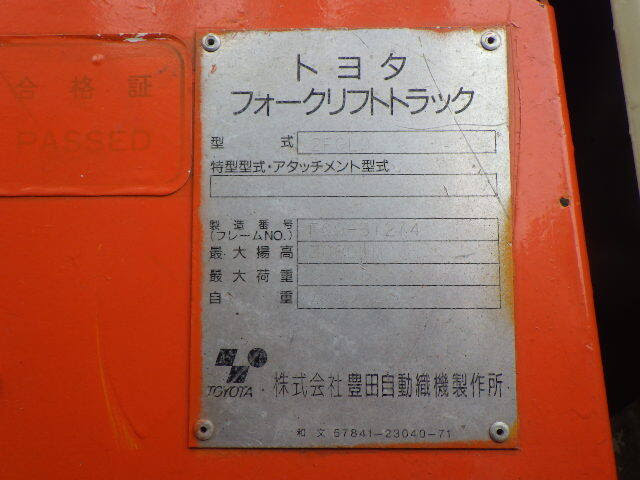 合格証
PASSED
トヨタ
フォークリフトトラック
型式
特型型式・アタッチメント型式
製造番号
(フレームNO.)
最大揚高
最大荷重
自重
TOYOTA 株式会社 豊田自動織機製作所
和文 57841-23040-71